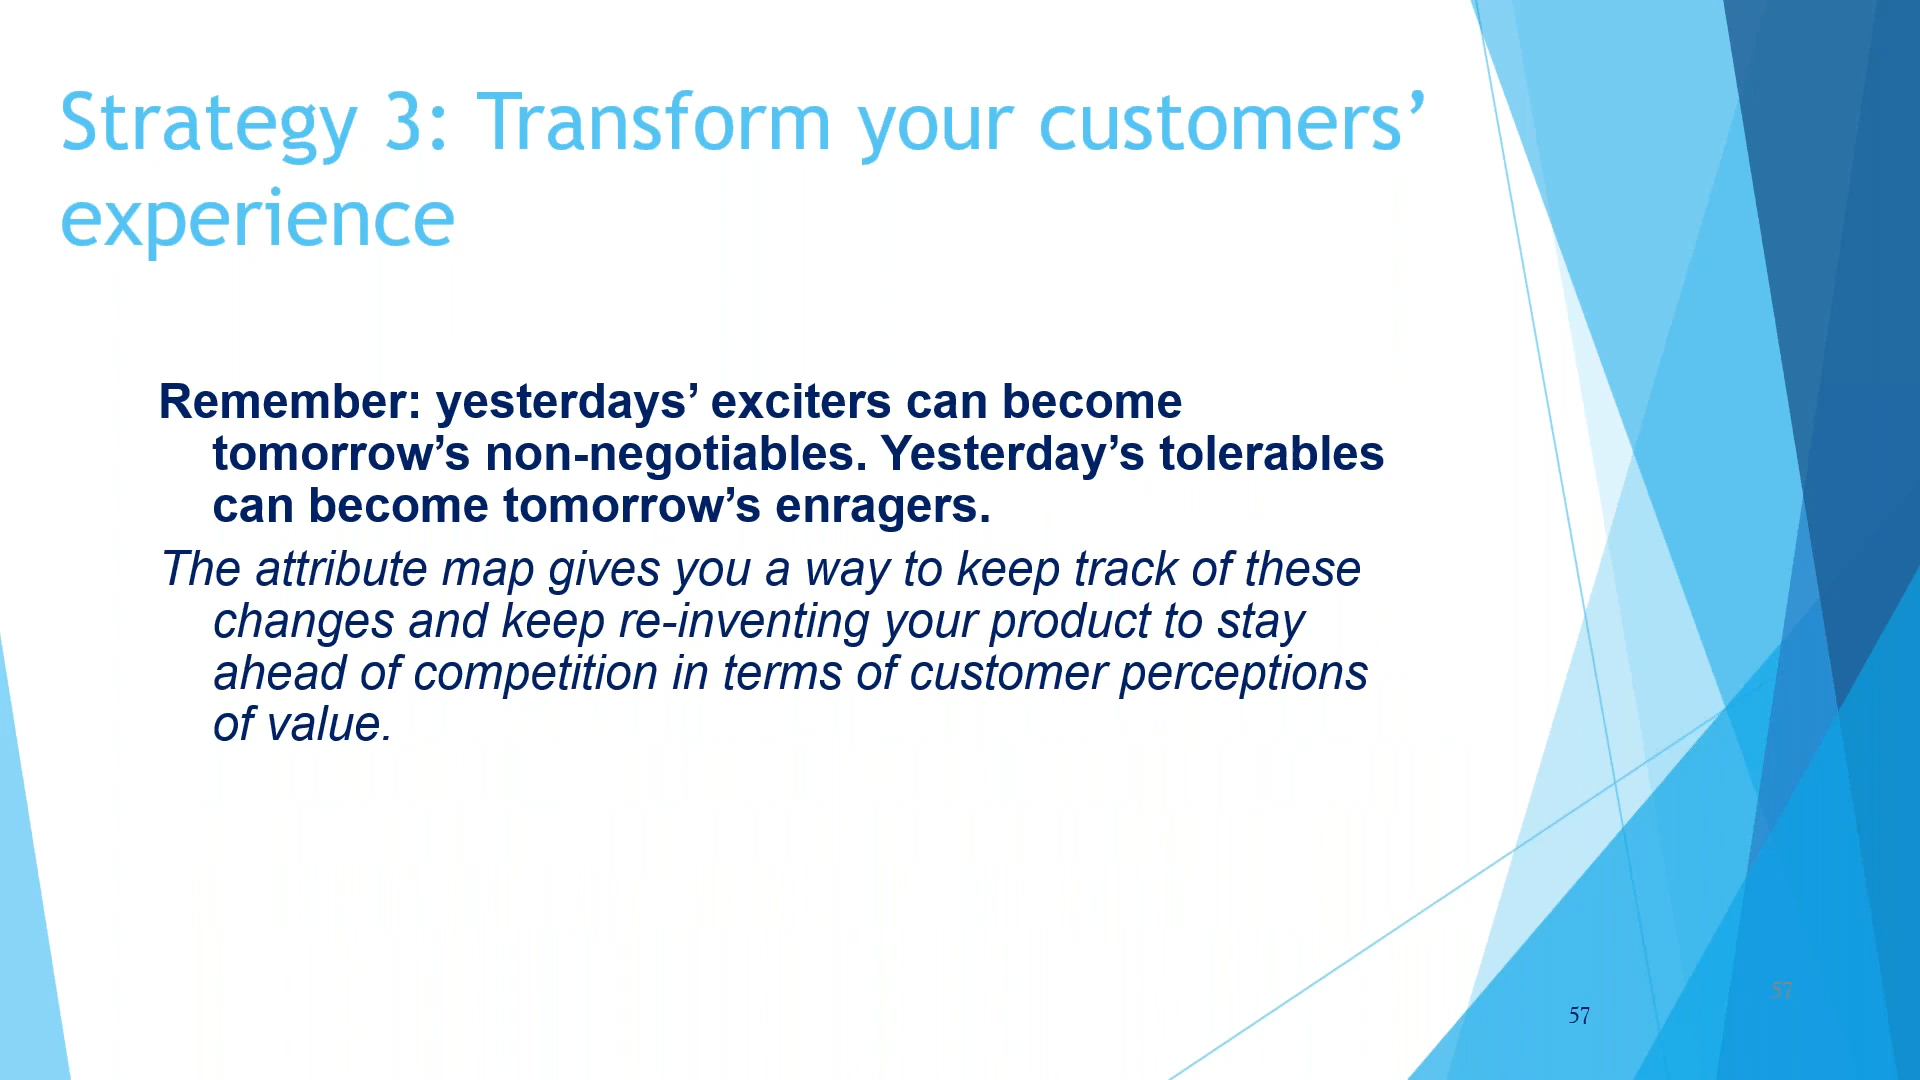 Strategy 3: Transform your customers’
experience
Remember: yesterdays’ exciters can become
tomorrow’s non-negotiables. Yesterday’s tolerables
can become tomorrow’s enragers.
The attribute map gives you a way to keep track of these
changes and keep re-inventing your product to stay
ahead of competition in terms of customer perceptions
of value.
57
57